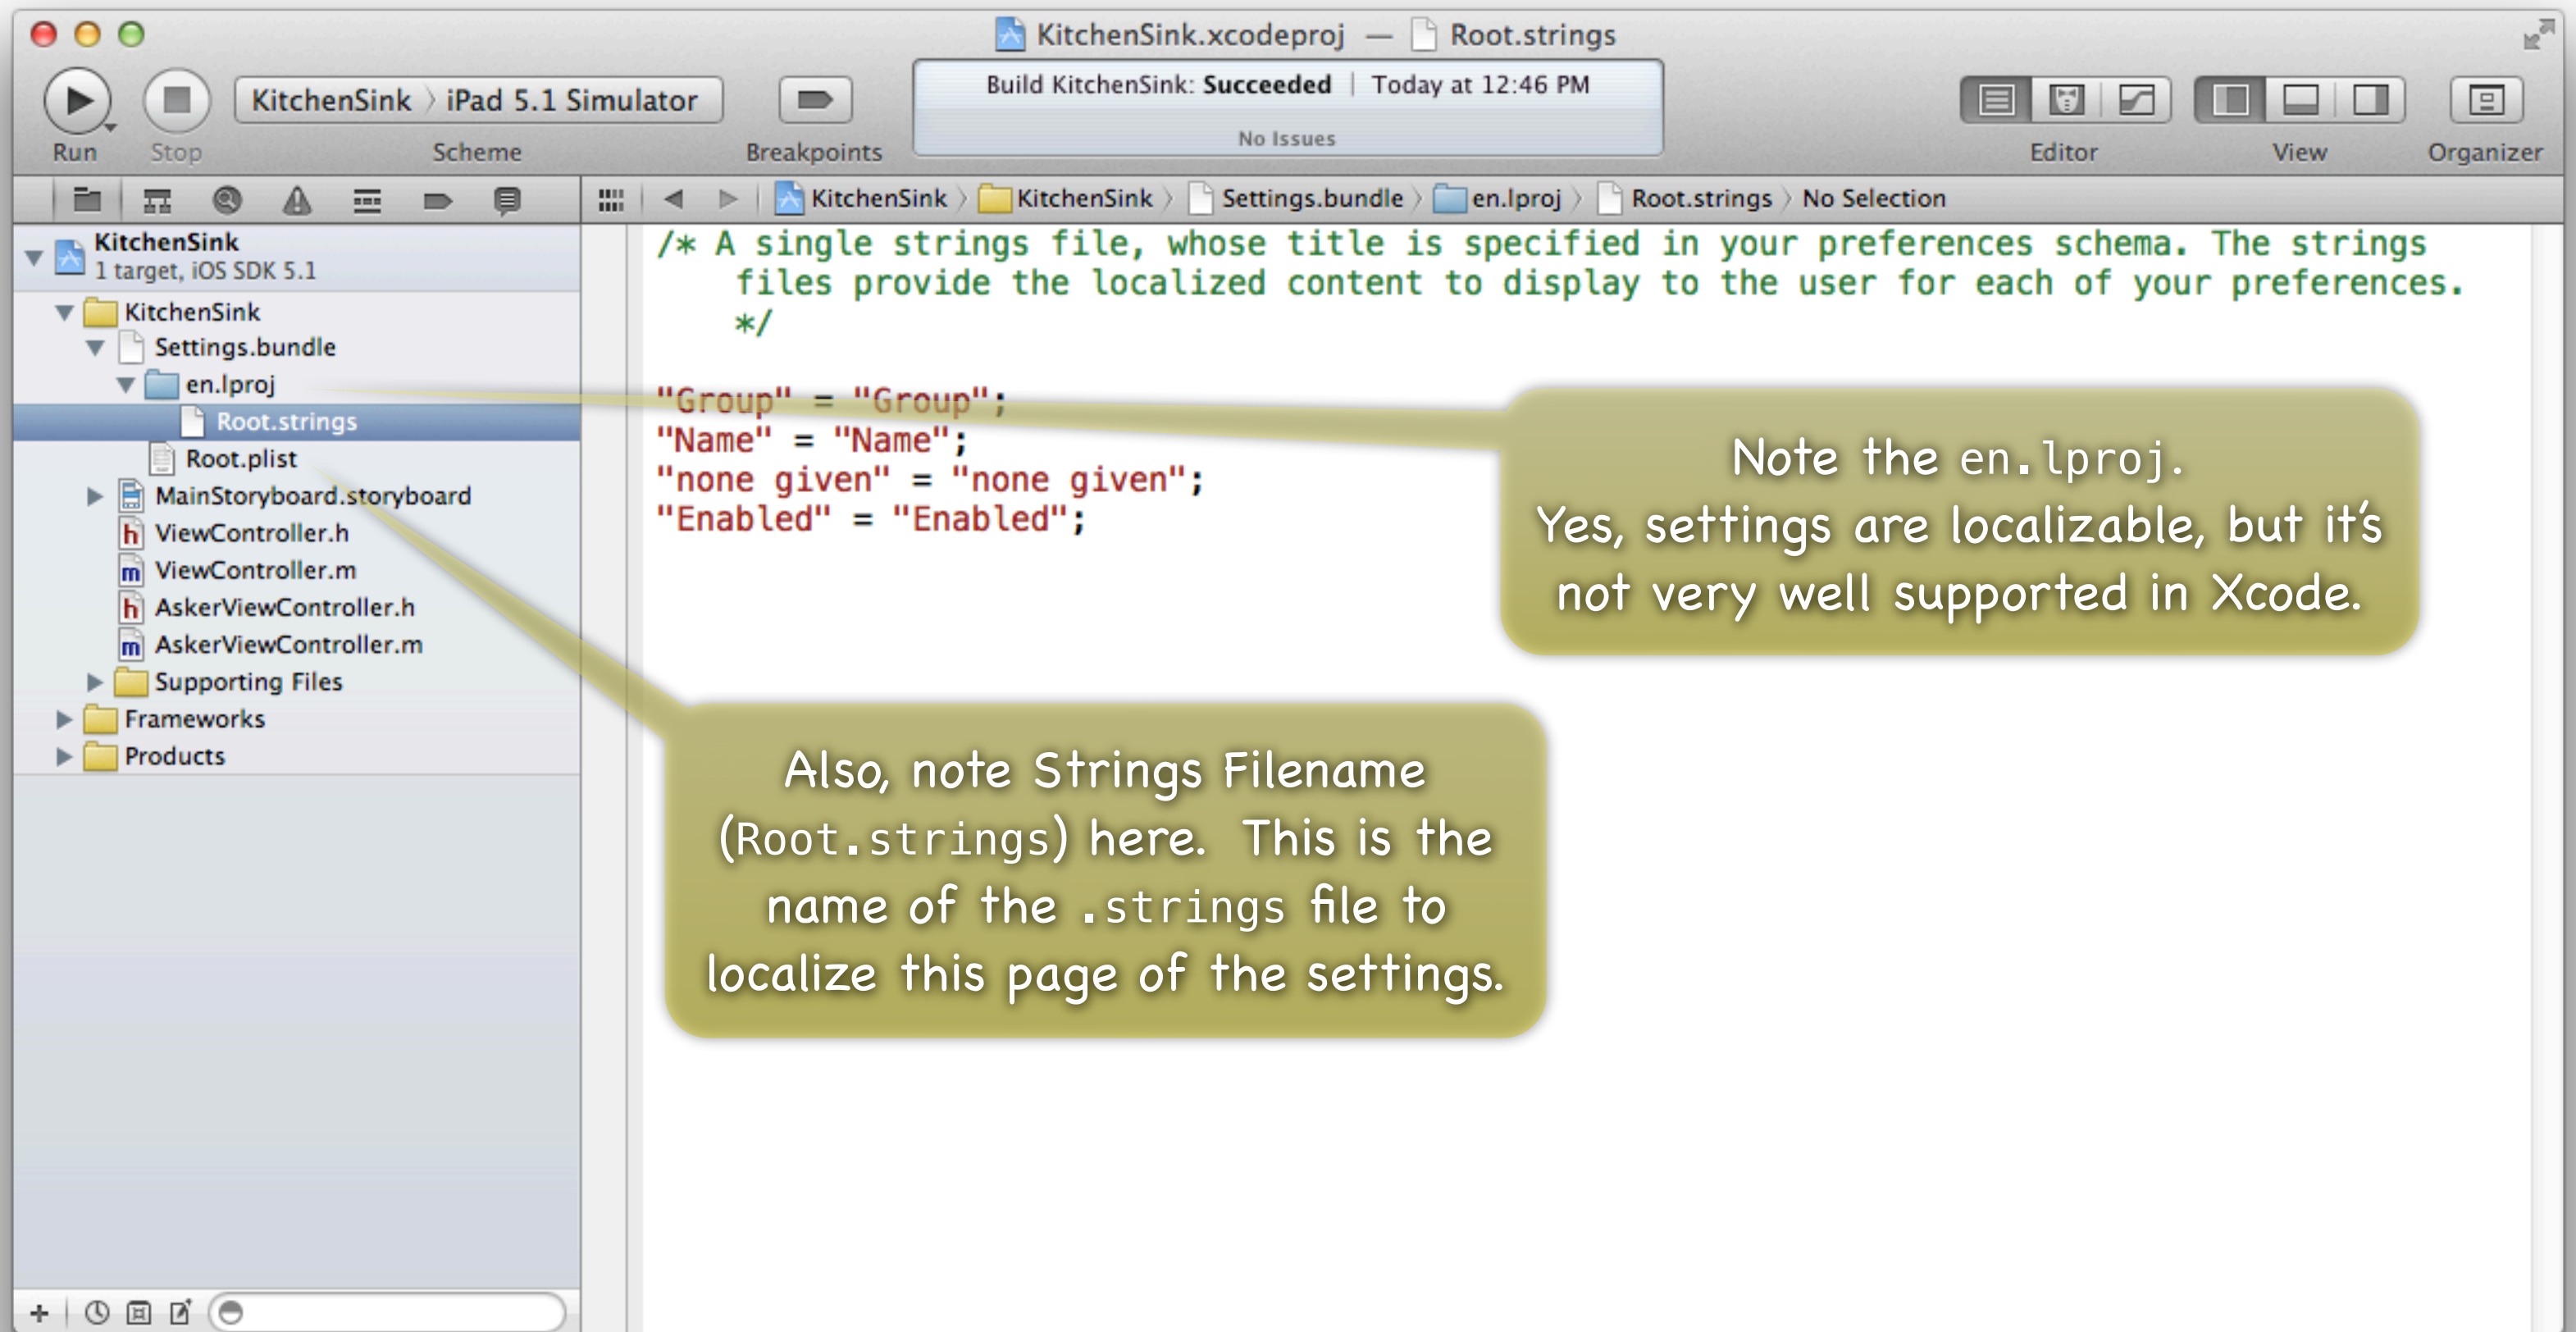 KitchenSink.xcodeproj — Root.strings
KitchenSink › iPad 5.1 Simulator
Build KitchenSink: Succeeded | Today at 12:46 PM
No Issues
Run Stop Scheme Breakpoints Editor View Organizer
KitchenSink › KitchenSink › Settings.bundle › en.lproj › Root.strings › No Selection
KitchenSink
1 target, iOS SDK 5.1
KitchenSink
Settings.bundle
en.lproj
Root.strings
Root.plist
MainStoryboard.storyboard
h ViewController.h
m ViewController.m
h AskerViewController.h
m AskerViewController.m
Supporting Files
Frameworks
Products
/* A single strings file, whose title is specified in your preferences schema. The strings
files provide the localized content to display to the user for each of your preferences.
*/
"Group" = "Group";
"Name" = "Name";
"none given" = "none given";
"Enabled" = "Enabled";
Note the en.lproj.
Yes, settings are localizable, but it's
not very well supported in Xcode.
Also, note Strings Filename
(Root.strings) here. This is the
name of the .strings file to
localize this page of the settings.